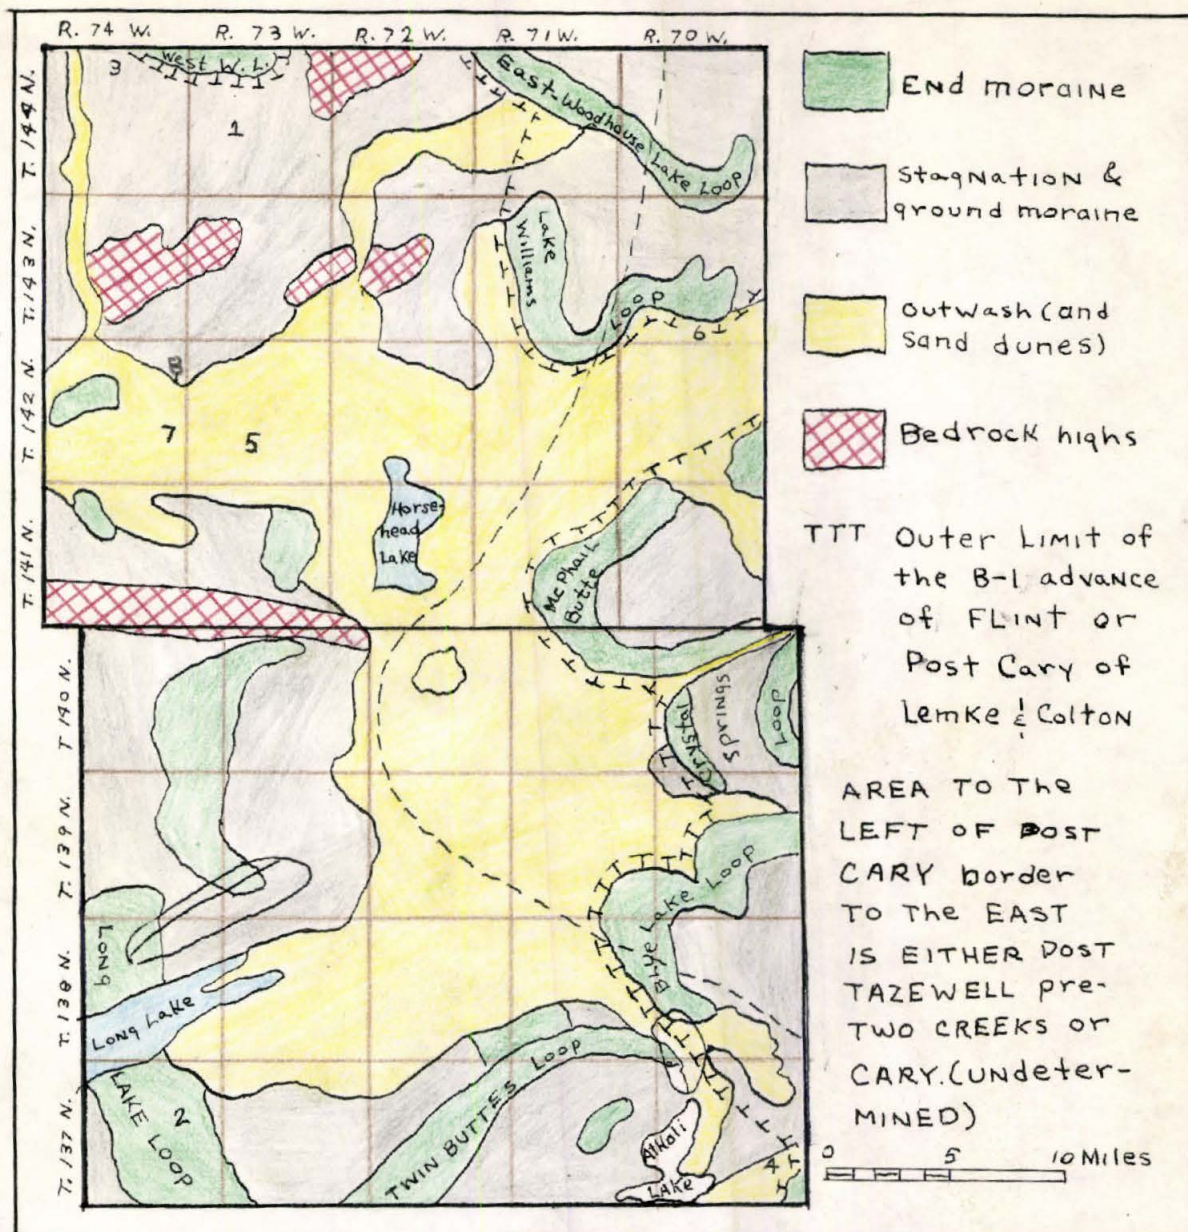 R. 74 W. R. 73 W. R. 72 W. R. 71 W. R. 70 W.
T. 144 N.
T. 143 N.
T. 142 N.
T. 141 N.
T 140 N.
T. 139 N.
T. 138 N.
T. 137 N.
3
West W. L.
1
East-Woodhouse Lake Loop
Lake
Williams
Loop
6
7
5
Horse-
head
Lake
McPhail
Butte
Crystal
Springs
Loop
Blye Lake Loop
LONG
Long Lake
LAKE LOOP
2
TWIN BUTTES Loop
Alkali
LAKE
4
End moraine
Stagnation &
ground moraine
Outwash (and
Sand dunes)
Bedrock highs
TTT Outer Limit of
the B-1 advance
of FLINT or
Post Cary of
Lemke & Colton
AREA TO The
LEFT OF POST
CARY border
TO The EAST
IS EITHER POST
TAZEWELL pre-
TWO CREEKS or
CARY. (UNdeter-
MINED)
0 5 10 Miles